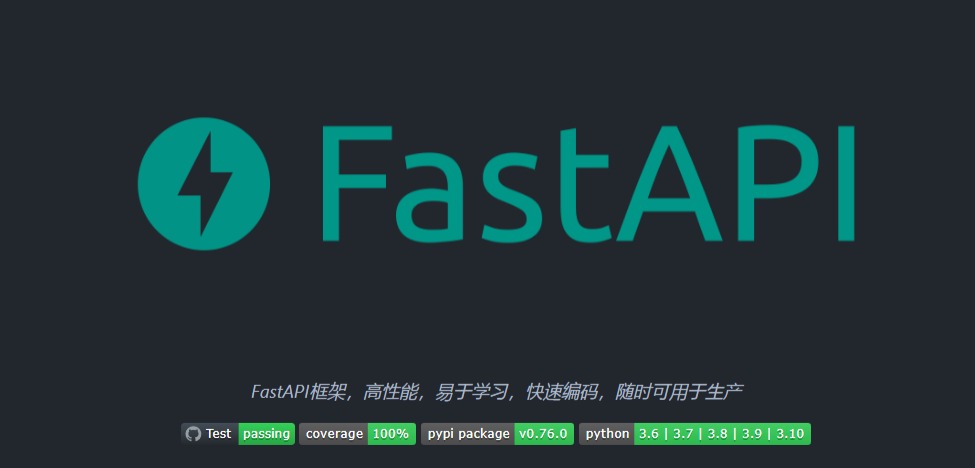 FastAPI
FastAPI框架，高性能，易于学习，快速编码，随时可用于生产
Test passing coverage 100% pypi package v0.76.0 python 3.6 | 3.7 | 3.8 | 3.9 | 3.10